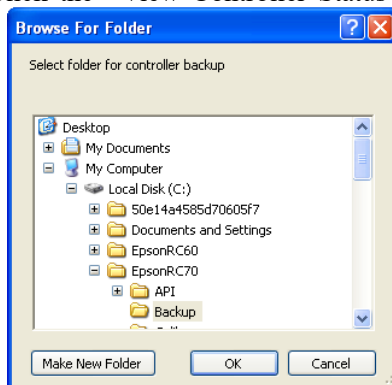 Browse For Folder
Select folder for controller backup
Desktop
My Documents
My Computer
Local Disk (C:)
50e14a4585d70605f7
Documents and Settings
EpsonRC60
EpsonRC70
API
Backup
Make New Folder OK Cancel